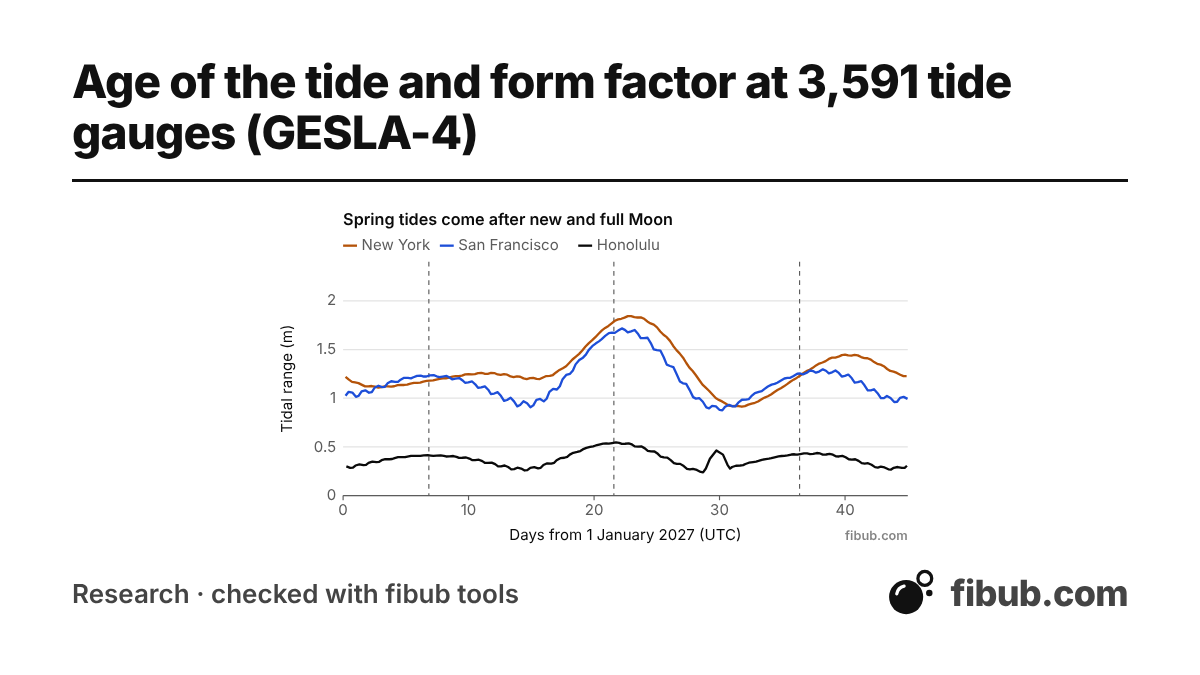 Age of the tide and form factor at 3,591 tide
gauges (GESLA-4)
Spring tides come after new and full Moon
New York San Francisco Honolulu
2
1.5
1
0.5
0
Tidal range (m)
0 10 20 30 40
Days from 1 January 2027 (UTC)
fibub.com
Research · checked with fibub tools
fibub.com